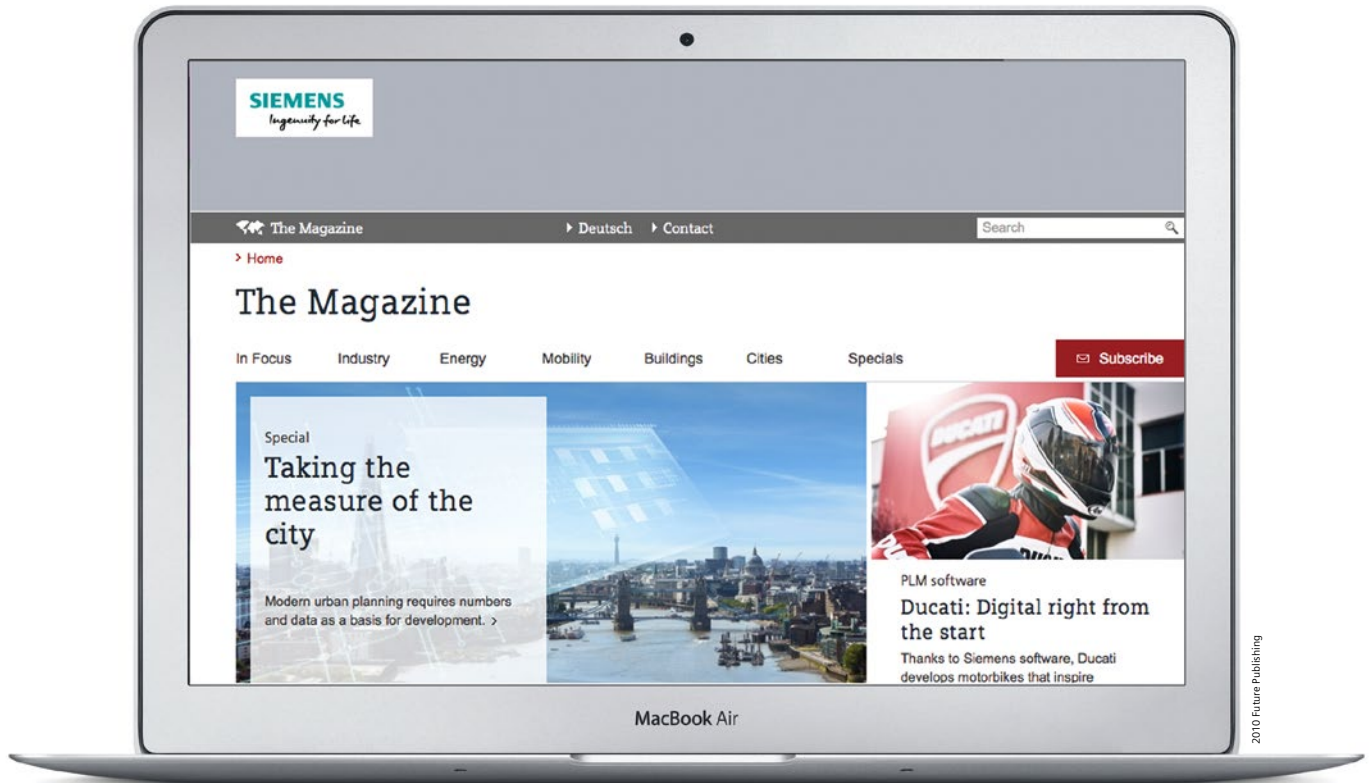 SIEMENS
Ingenuity for life
The Magazine
Deutsch
Contact
Search
> Home
The Magazine
In Focus
Industry
Energy
Mobility
Buildings
Cities
Specials
Subscribe
Special
Taking the
measure of the
city
Modern urban planning requires numbers
and data as a basis for development. >
DUCATI
PLM software
Ducati: Digital right from
the start
Thanks to Siemens software, Ducati
develops motorbikes that inspire
MacBook Air
2010 Future Publishing